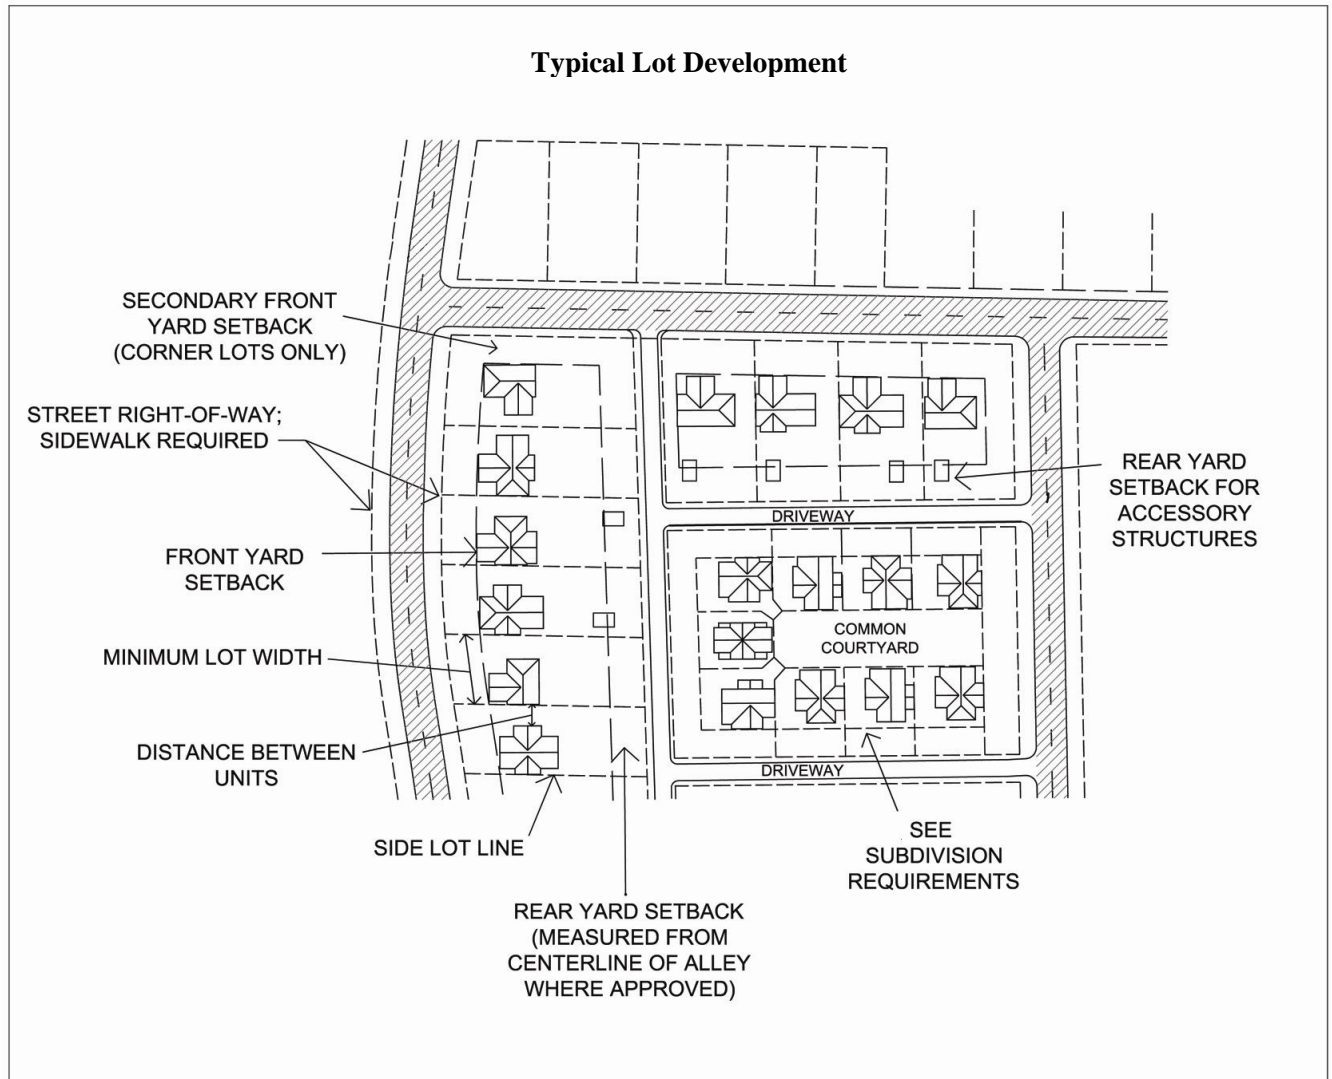 Typical Lot Development
SECONDARY FRONT
YARD SETBACK
(CORNER LOTS ONLY)
STREET RIGHT-OF-WAY;
SIDEWALK REQUIRED
REAR YARD
SETBACK FOR
ACCESSORY
STRUCTURES
DRIVEWAY
FRONT YARD
SETBACK
COMMON
COURTYARD
MINIMUM LOT WIDTH
DISTANCE BETWEEN
UNITS
DRIVEWAY
SIDE LOT LINE
SEE
SUBDIVISION
REQUIREMENTS
REAR YARD SETBACK
(MEASURED FROM
CENTERLINE OF ALLEY
WHERE APPROVED)